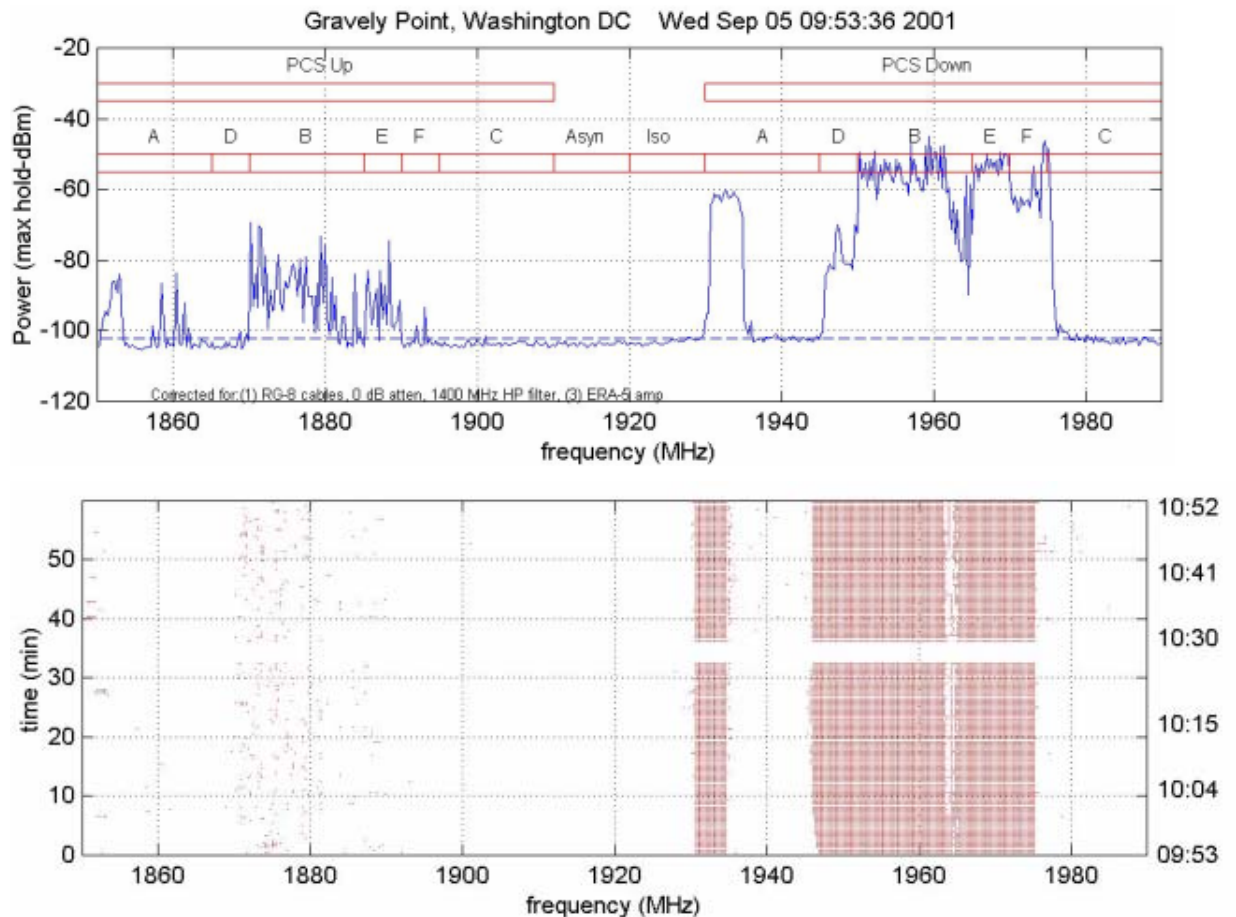 Gravely Point, Washington DC Wed Sep 05 09:53:36 2001
-20
PCS Up PCS Down
-40
A D B E F C Asyn Iso A D B E F C
-60
-80
-100
-120
Power (max hold-dBm)
Corrected for:(1) RG-8 cables, 0 dB atten, 1400 MHz HP filter, (3) ERA-5 amp
1860 1880 1900 1920 1940 1960 1980
frequency (MHz)
10:52
50 10:41
40 10:30
30
20 10:15
10 10:04
0 09:53
time (min)
1860 1880 1900 1920 1940 1960 1980
frequency (MHz)